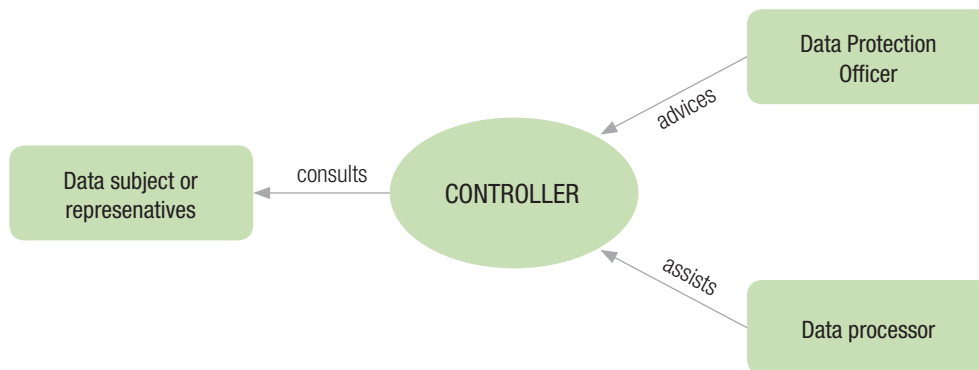 Data Protection
Officer
advices
Data subject or
represenatives
consults
CONTROLLER
assists
Data processor